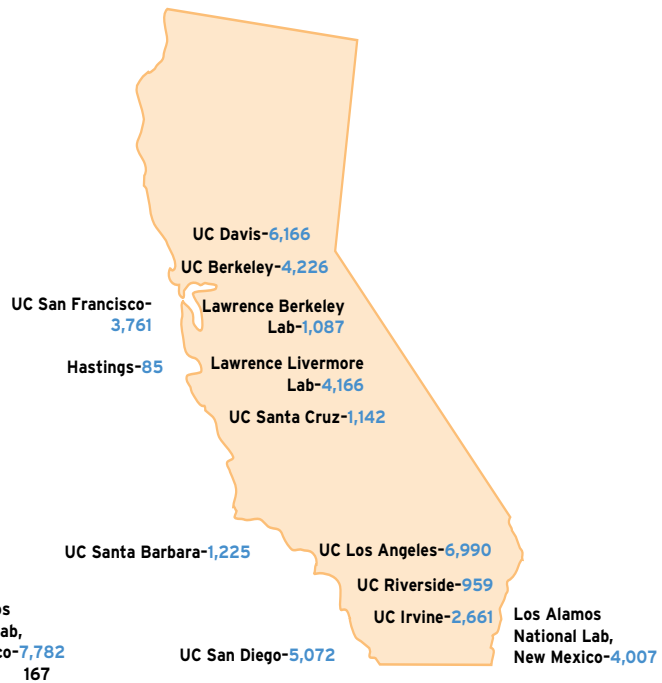 UC Davis-6,166
UC Berkeley-4,226
UC San Francisco-
3,761
Lawrence Berkeley
Lab-1,087
Hastings-85
Lawrence Livermore
Lab-4,166
UC Santa Cruz-1,142
UC Santa Barbara-1,225
UC Los Angeles-6,990
UC Riverside-959
UC Irvine-2,661
Los Alamos
National Lab,
New Mexico-4,007
UC San Diego-5,072
7,782
167